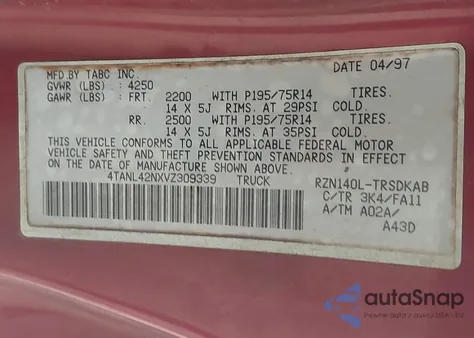 MFD.BY TABC INC. DATE 04/97
GVWR (LBS): 4250
GAWR (LBS): FRT. 2200 WITH P195/75R14 TIRES.
14 X 5J RIMS. AT 29PSI COLD.
RR. 2500 WITH P195/75R14 TIRES.
14 X 5J RIMS. AT 35PSI COLD.
THIS VEHICLE CONFORMS TO ALL APPLICABLE FEDERAL MOTOR
VEHICLE SAFETY AND THEFT PREVENTION STANDARDS IN EFFECT
ON THE DATE OF MANUFACTURE SHOWN ABOVE.
4TANL42NXVZ309339 TRUCK RZN140L-TRSDKAB
C/TR 3K4/FA11
A/TM A02A/
A43D
autoSnap